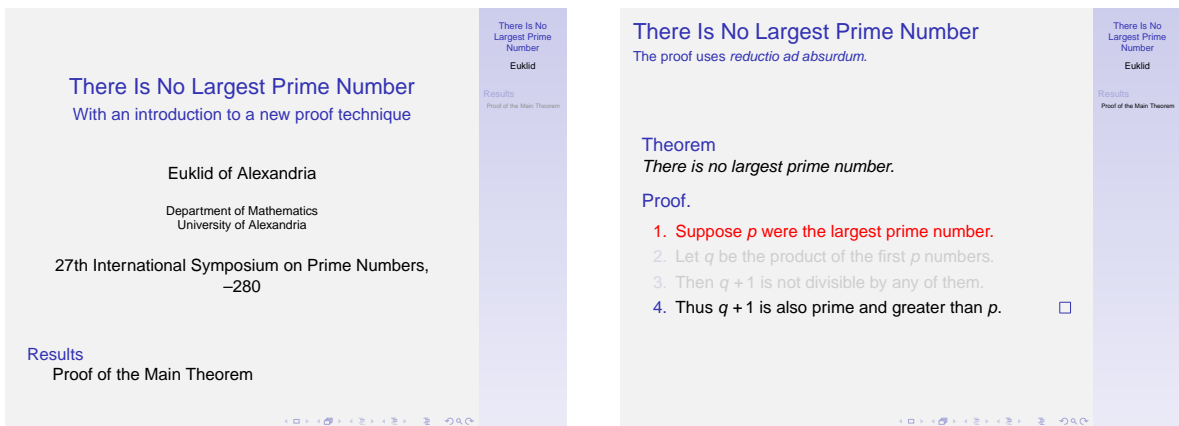 There Is No Largest Prime Number
With an introduction to a new proof technique
Euklid of Alexandria
Department of Mathematics
University of Alexandria
27th International Symposium on Prime Numbers,
–280
Results
Proof of the Main Theorem
There Is No
Largest Prime
Number
Euklid
Results
Proof of the Main Theorem
There Is No Largest Prime Number
The proof uses reductio ad absurdum.
Theorem
There is no largest prime number.
Proof.
1. Suppose p were the largest prime number.
2. Let q be the product of the first p numbers.
3. Then q + 1 is not divisible by any of them.
4. Thus q + 1 is also prime and greater than p.
There Is No
Largest Prime
Number
Euklid
Results
Proof of the Main Theorem